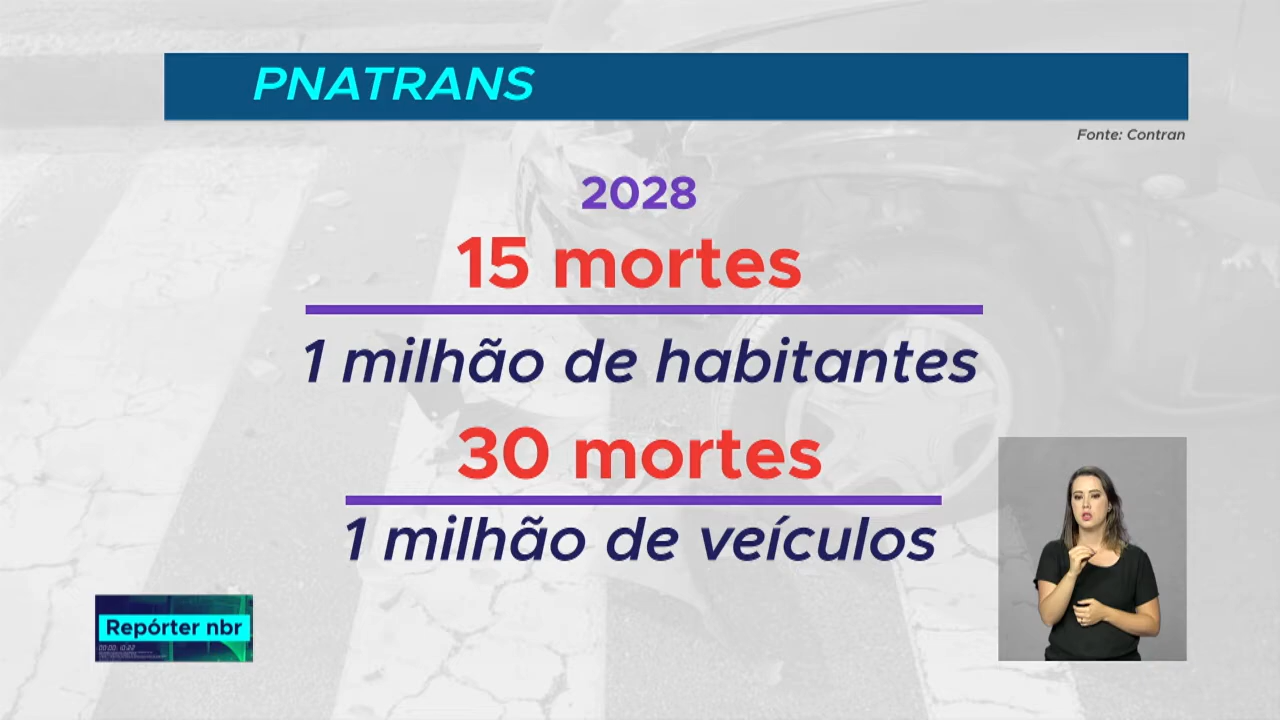 PNATRANS
Fonte: Contran
2028
15 mortes
1 milhão de habitantes
30 mortes
1 milhão de veículos
Repórter nbr